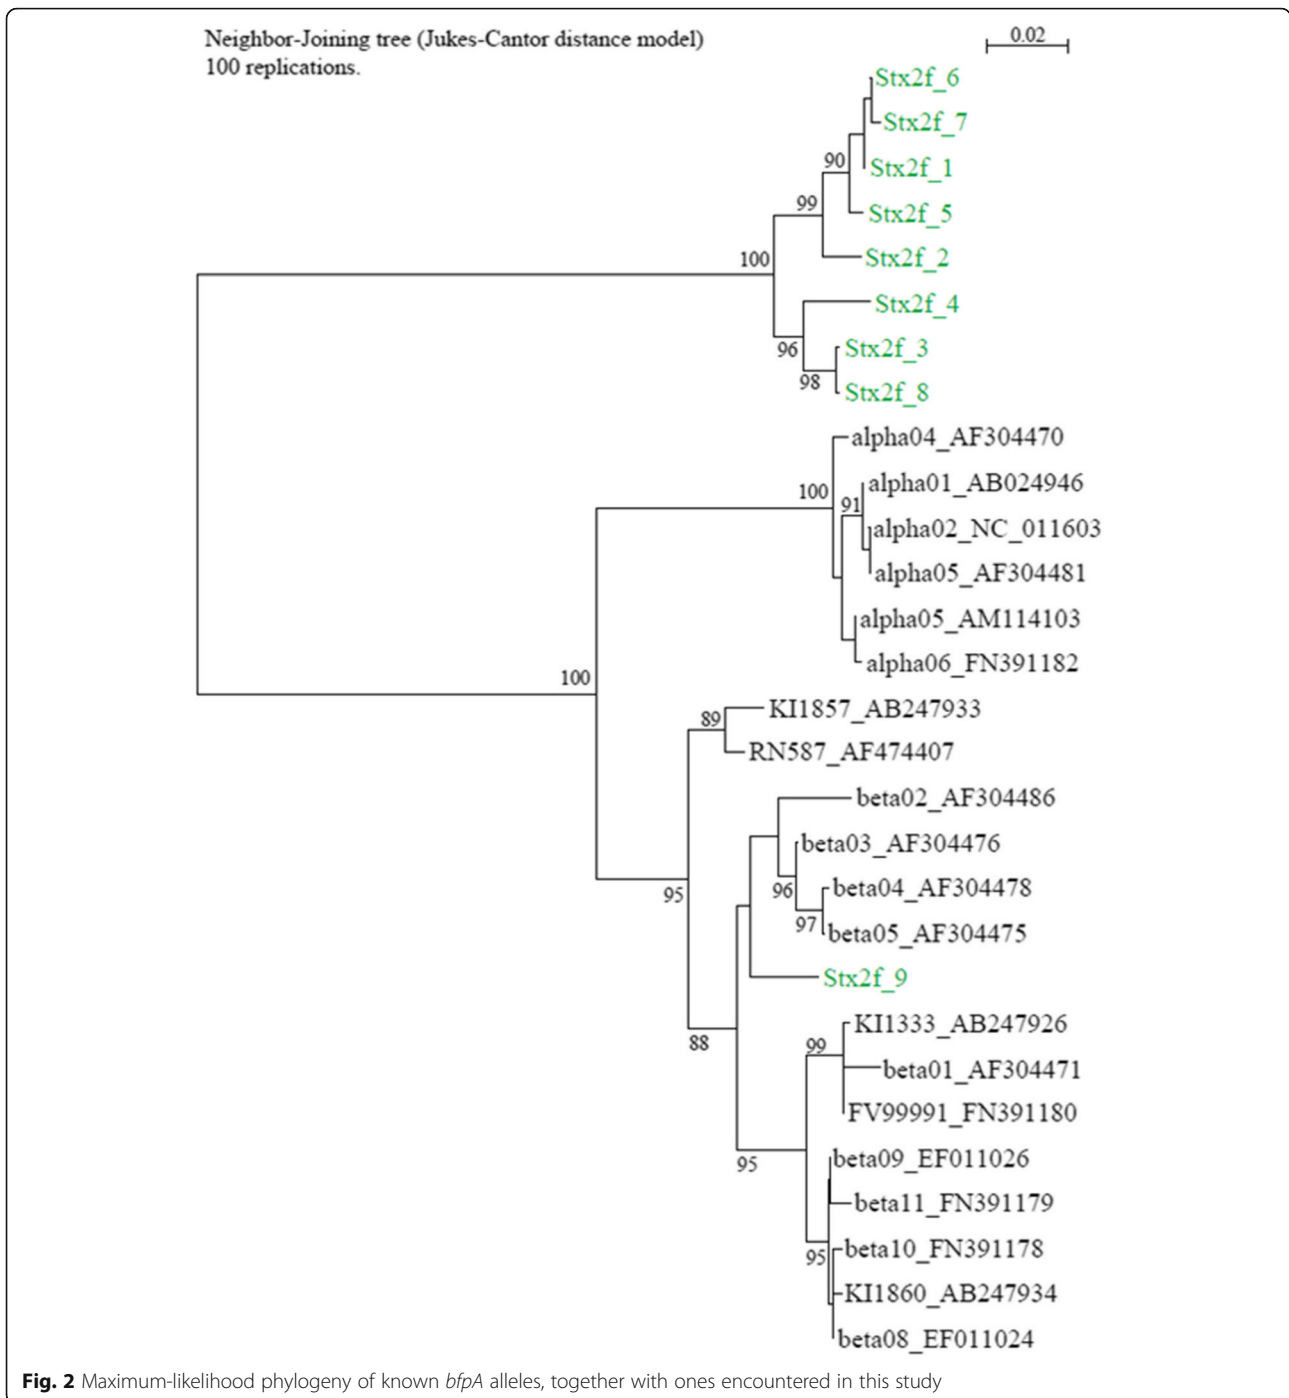 Neighbor-Joining tree (Jukes-Cantor distance model)
100 replications.
0.02
Stx2f_6
Stx2f_7
90
Stx2f_1
99
Stx2f_5
100
Stx2f_2
Stx2f_4
96
Stx2f_3
98
Stx2f_8
alpha04_AF304470
100
alpha01_AB024946
91
alpha02_NC_011603
alpha05_AF304481
alpha05_AM114103
alpha06_FN391182
100
KI1857_AB247933
89
RN587_AF474407
beta02_AF304486
beta03_AF304476
96
beta04_AF304478
95
97
beta05_AF304475
Stx2f_9
KI1333_AB247926
88
99
beta01_AF304471
FV99991_FN391180
95
beta09_EF011026
beta11_FN391179
beta10_FN391178
95
KI1860_AB247934
beta08_EF011024
Fig. 2 Maximum-likelihood phylogeny of known bfpA alleles, together with ones encountered in this study